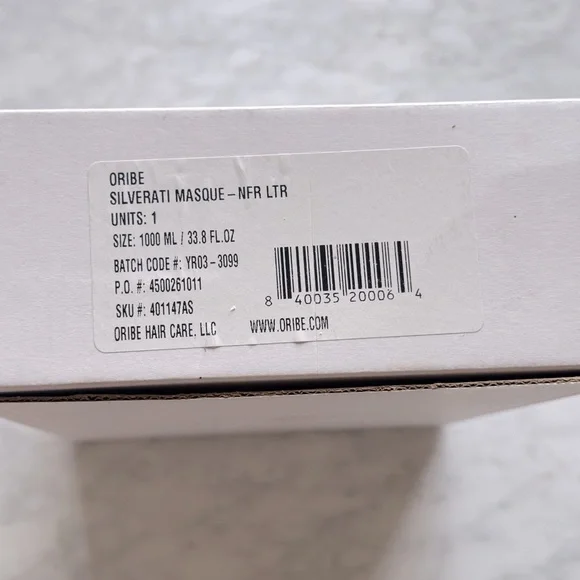 ORIBE
SILVERATI MASQUE – NFR LTR
UNITS: 1
SIZE: 1000 ML / 33.8 FL.OZ
BATCH CODE #: YR03 – 3099
P.O. #: 4500261011
SKU #: 401147AS
ORIBE HAIR CARE, LLC WWW.ORIBE.COM
8 40035 20006 4